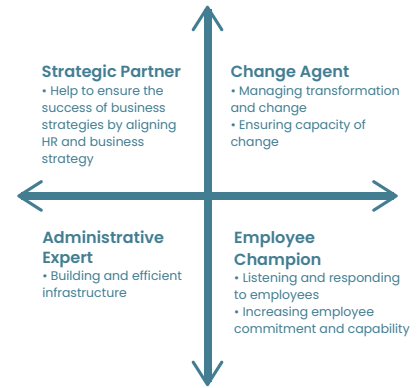 Strategic Partner
• Help to ensure the
success of business
strategies by aligning
HR and business
strategy
Change Agent
• Managing transformation
and change
• Ensuring capacity of
change
Administrative
Expert
• Building and efficient
infrastructure
Employee
Champion
• Listening and responding
to employees
• Increasing employee
commitment and capability